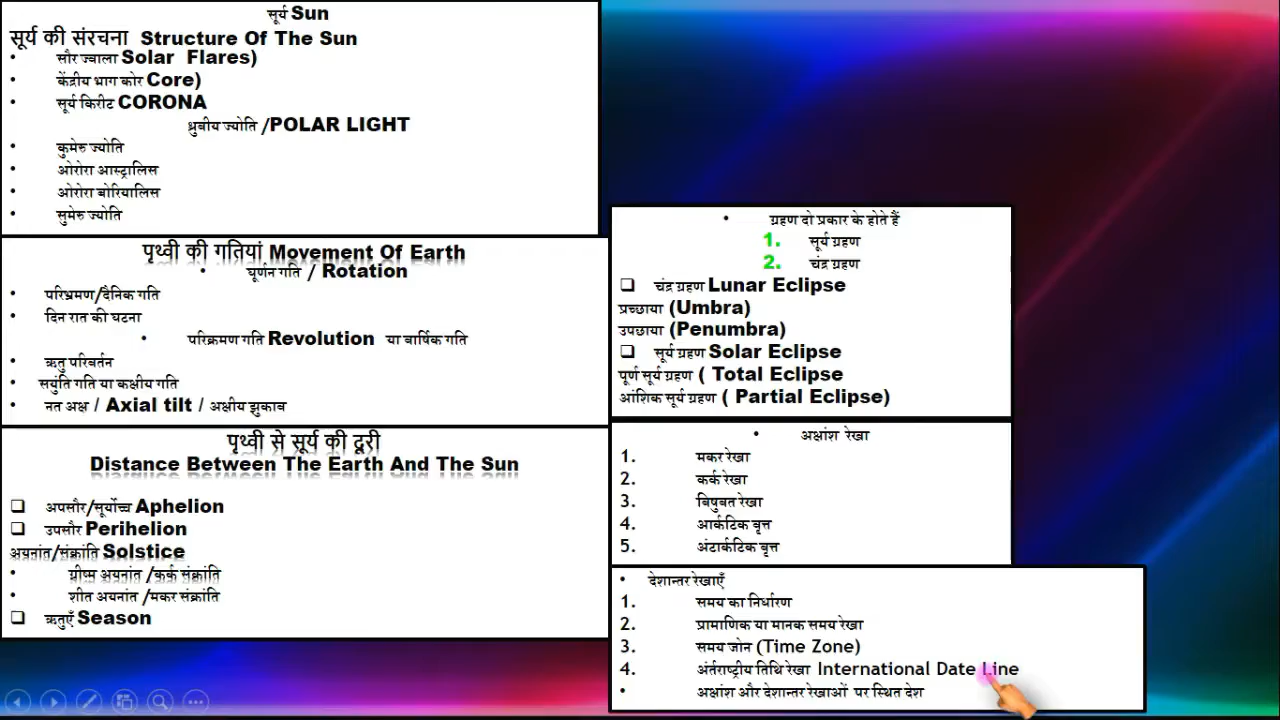 सूर्य Sun
सूर्य की संरचना Structure Of The Sun
• सौर ज्वाला Solar Flares)
• केंद्रीय भाग कोर Core)
• सूर्य किरीट CORONA
ध्रुबीय ज्योति /POLAR LIGHT
• कुमेरु ज्योति
• ओरोरा आस्ट्रालिस
• ओरोरा बोरियालिस
• सुमेरु ज्योति
पृथ्वी की गतियां Movement Of Earth
• घूर्णन गति / Rotation
• परिभ्रमण/दैनिक गति
• दिन रात की घटना
• परिक्रमण गति Revolution या बार्षिक गति
• ऋतु परिबर्तन
• सयुंति गति या कक्षीय गति
• नत अक्ष / Axial tilt / अक्षीय झुकाब
पृथ्वी से सूर्य की दूरी
Distance Between The Earth And The Sun
❑ अपसौर/सूर्योच्च Aphelion
❑ उपसौर Perihelion
अयनांत/संक्रांति Solstice
• ग्रीष्म अयनांत /कर्क संक्रांति
• शीत अयनांत /मकर संक्रांति
❑ ऋतुएँ Season
• ग्रहण दो प्रकार के होते हैं
1. सूर्य ग्रहण
2. चंद्र ग्रहण
❑ चंद्र ग्रहण Lunar Eclipse
प्रच्छाया (Umbra)
उपछाया (Penumbra)
❑ सूर्य ग्रहण Solar Eclipse
पूर्ण सूर्य ग्रहण ( Total Eclipse
आंशिक सूर्य ग्रहण ( Partial Eclipse)
• अक्षांश रेखा
1. मकर रेखा
2. कर्क रेखा
3. बिषुबत रेखा
4. आर्कटिक बृत्त
5. अंटार्कटिक बृत्त
• देशान्तर रेखाएँ
1. समय का निर्धारण
2. प्रामाणिक या मानक समय रेखा
3. समय जोन (Time Zone)
4. अंर्तराष्ट्रीय तिथि रेखा International Date Line
• अक्षांश और देशान्तर रेखाओं पर स्थित देश